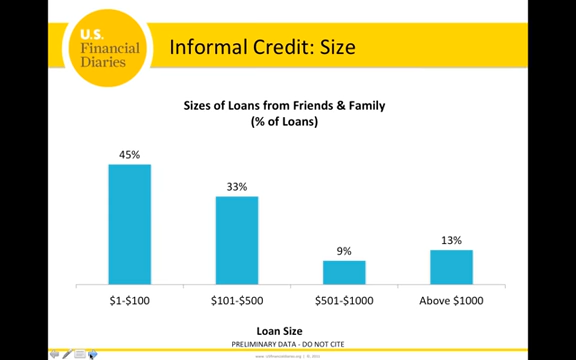 U.S.
Financial
Diaries
Informal Credit: Size
Sizes of Loans from Friends & Family
(% of Loans)
45%
33%
9%
13%
$1-$100
$101-$500
$501-$1000
Above $1000
Loan Size
PRELIMINARY DATA - DO NOT CITE